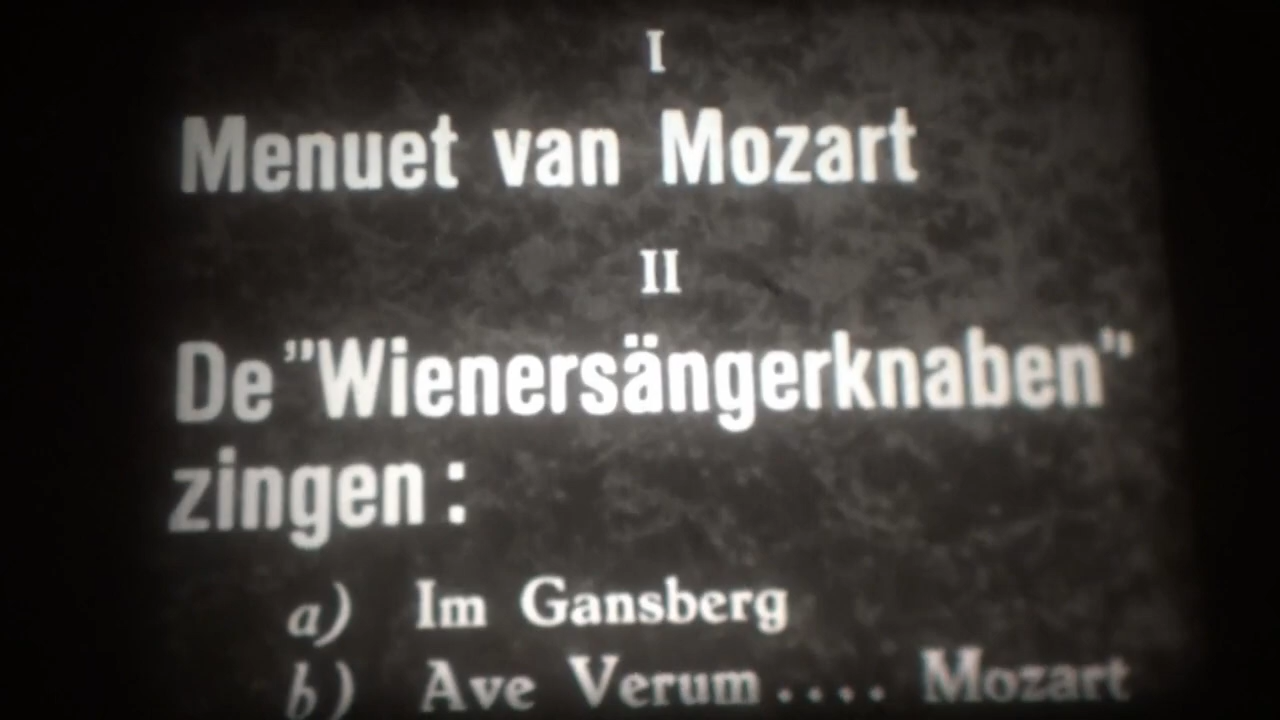 I
Menuet van Mozart
II
De "Wienersängerknaben"
zingen :
a) Im Gansberg
b) Ave Verum .... Mozart